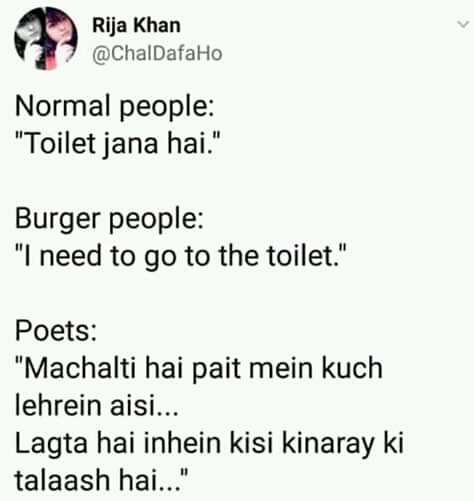 Rija Khan
@ChalDafaHo
Normal people:
"Toilet jana hai."
Burger people:
"I need to go to the toilet."
Poets:
"Machalti hai pait mein kuch
lehrein aisi...
Lagta hai inhein kisi kinaray ki
talaash hai..."